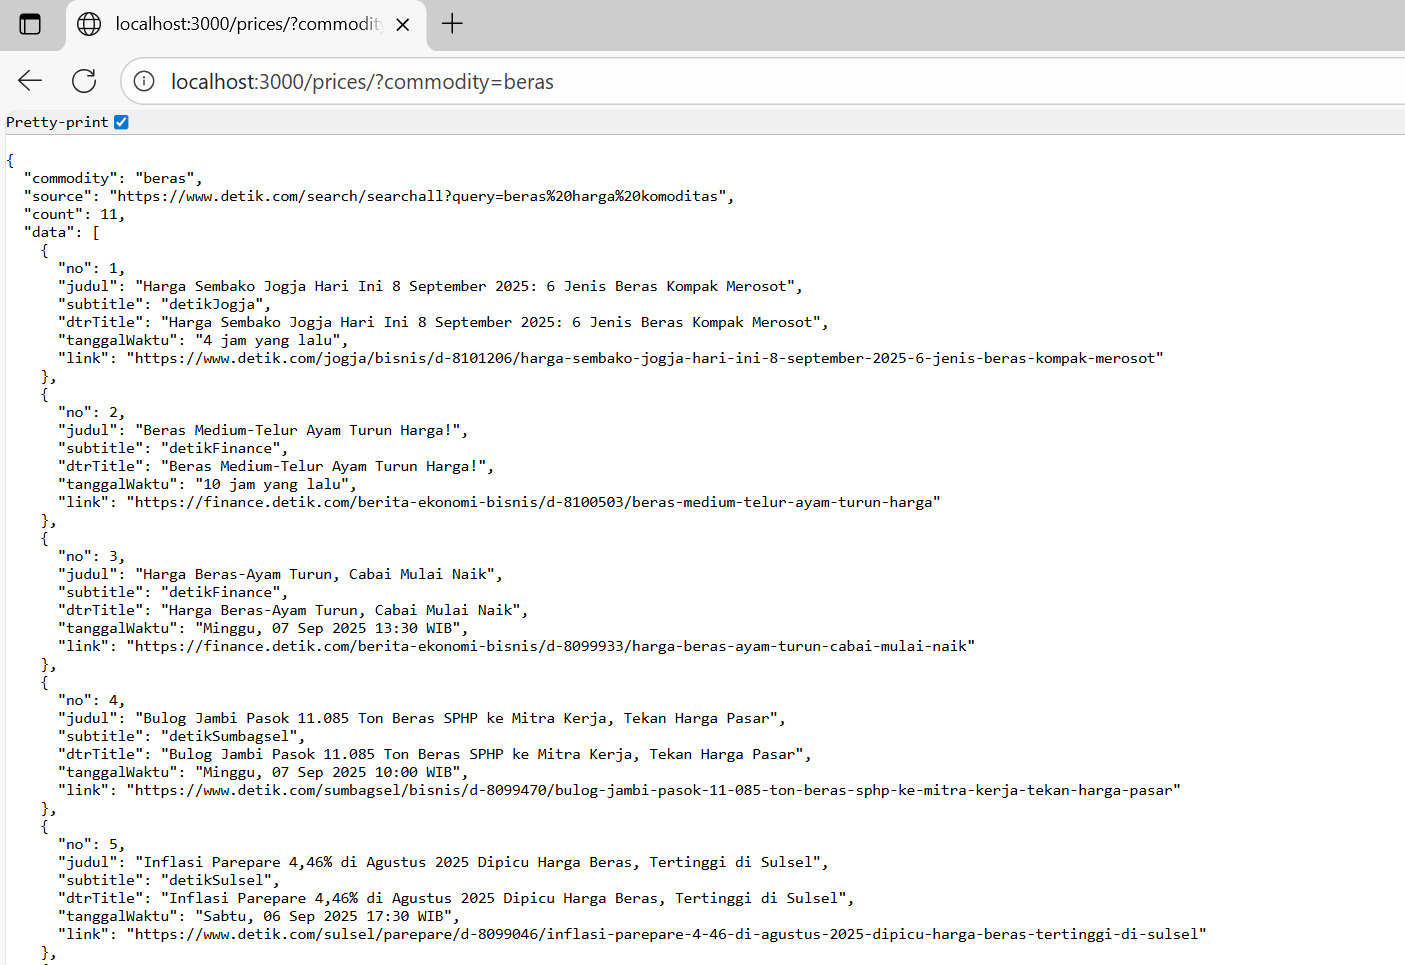 localhost:3000/prices/?commodit
localhost:3000/prices/?commodity=beras
Pretty-print
{
  "commodity": "beras",
  "source": "https://www.detik.com/search/searchall?query=beras%20harga%20komoditas",
  "count": 11,
  "data": [
    {
      "no": 1,
      "judul": "Harga Sembako Jogja Hari Ini 8 September 2025: 6 Jenis Beras Kompak Merosot",
      "subtitle": "detikJogja",
      "dtrTitle": "Harga Sembako Jogja Hari Ini 8 September 2025: 6 Jenis Beras Kompak Merosot",
      "tanggalWaktu": "4 jam yang lalu",
      "link": "https://www.detik.com/jogja/bisnis/d-8101206/harga-sembako-jogja-hari-ini-8-september-2025-6-jenis-beras-kompak-merosot"
    },
    {
      "no": 2,
      "judul": "Beras Medium-Telur Ayam Turun Harga!",
      "subtitle": "detikFinance",
      "dtrTitle": "Beras Medium-Telur Ayam Turun Harga!",
      "tanggalWaktu": "10 jam yang lalu",
      "link": "https://finance.detik.com/berita-ekonomi-bisnis/d-8100503/beras-medium-telur-ayam-turun-harga"
    },
    {
      "no": 3,
      "judul": "Harga Beras-Ayam Turun, Cabai Mulai Naik",
      "subtitle": "detikFinance",
      "dtrTitle": "Harga Beras-Ayam Turun, Cabai Mulai Naik",
      "tanggalWaktu": "Minggu, 07 Sep 2025 13:30 WIB",
      "link": "https://finance.detik.com/berita-ekonomi-bisnis/d-8099933/harga-beras-ayam-turun-cabai-mulai-naik"
    },
    {
      "no": 4,
      "judul": "Bulog Jambi Pasok 11.085 Ton Beras SPHP ke Mitra Kerja, Tekan Harga Pasar",
      "subtitle": "detikSumbagsel",
      "dtrTitle": "Bulog Jambi Pasok 11.085 Ton Beras SPHP ke Mitra Kerja, Tekan Harga Pasar",
      "tanggalWaktu": "Minggu, 07 Sep 2025 10:00 WIB",
      "link": "https://www.detik.com/sumbagsel/bisnis/d-8099470/bulog-jambi-pasok-11-085-ton-beras-sphp-ke-mitra-kerja-tekan-harga-pasar"
    },
    {
      "no": 5,
      "judul": "Inflasi Parepare 4,46% di Agustus 2025 Dipicu Harga Beras, Tertinggi di Sulsel",
      "subtitle": "detikSulsel",
      "dtrTitle": "Inflasi Parepare 4,46% di Agustus 2025 Dipicu Harga Beras, Tertinggi di Sulsel",
      "tanggalWaktu": "Sabtu, 06 Sep 2025 17:30 WIB",
      "link": "https://www.detik.com/sulsel/parepare/d-8099046/inflasi-parepare-4-46-di-agustus-2025-dipicu-harga-beras-tertinggi-di-sulsel"
    },